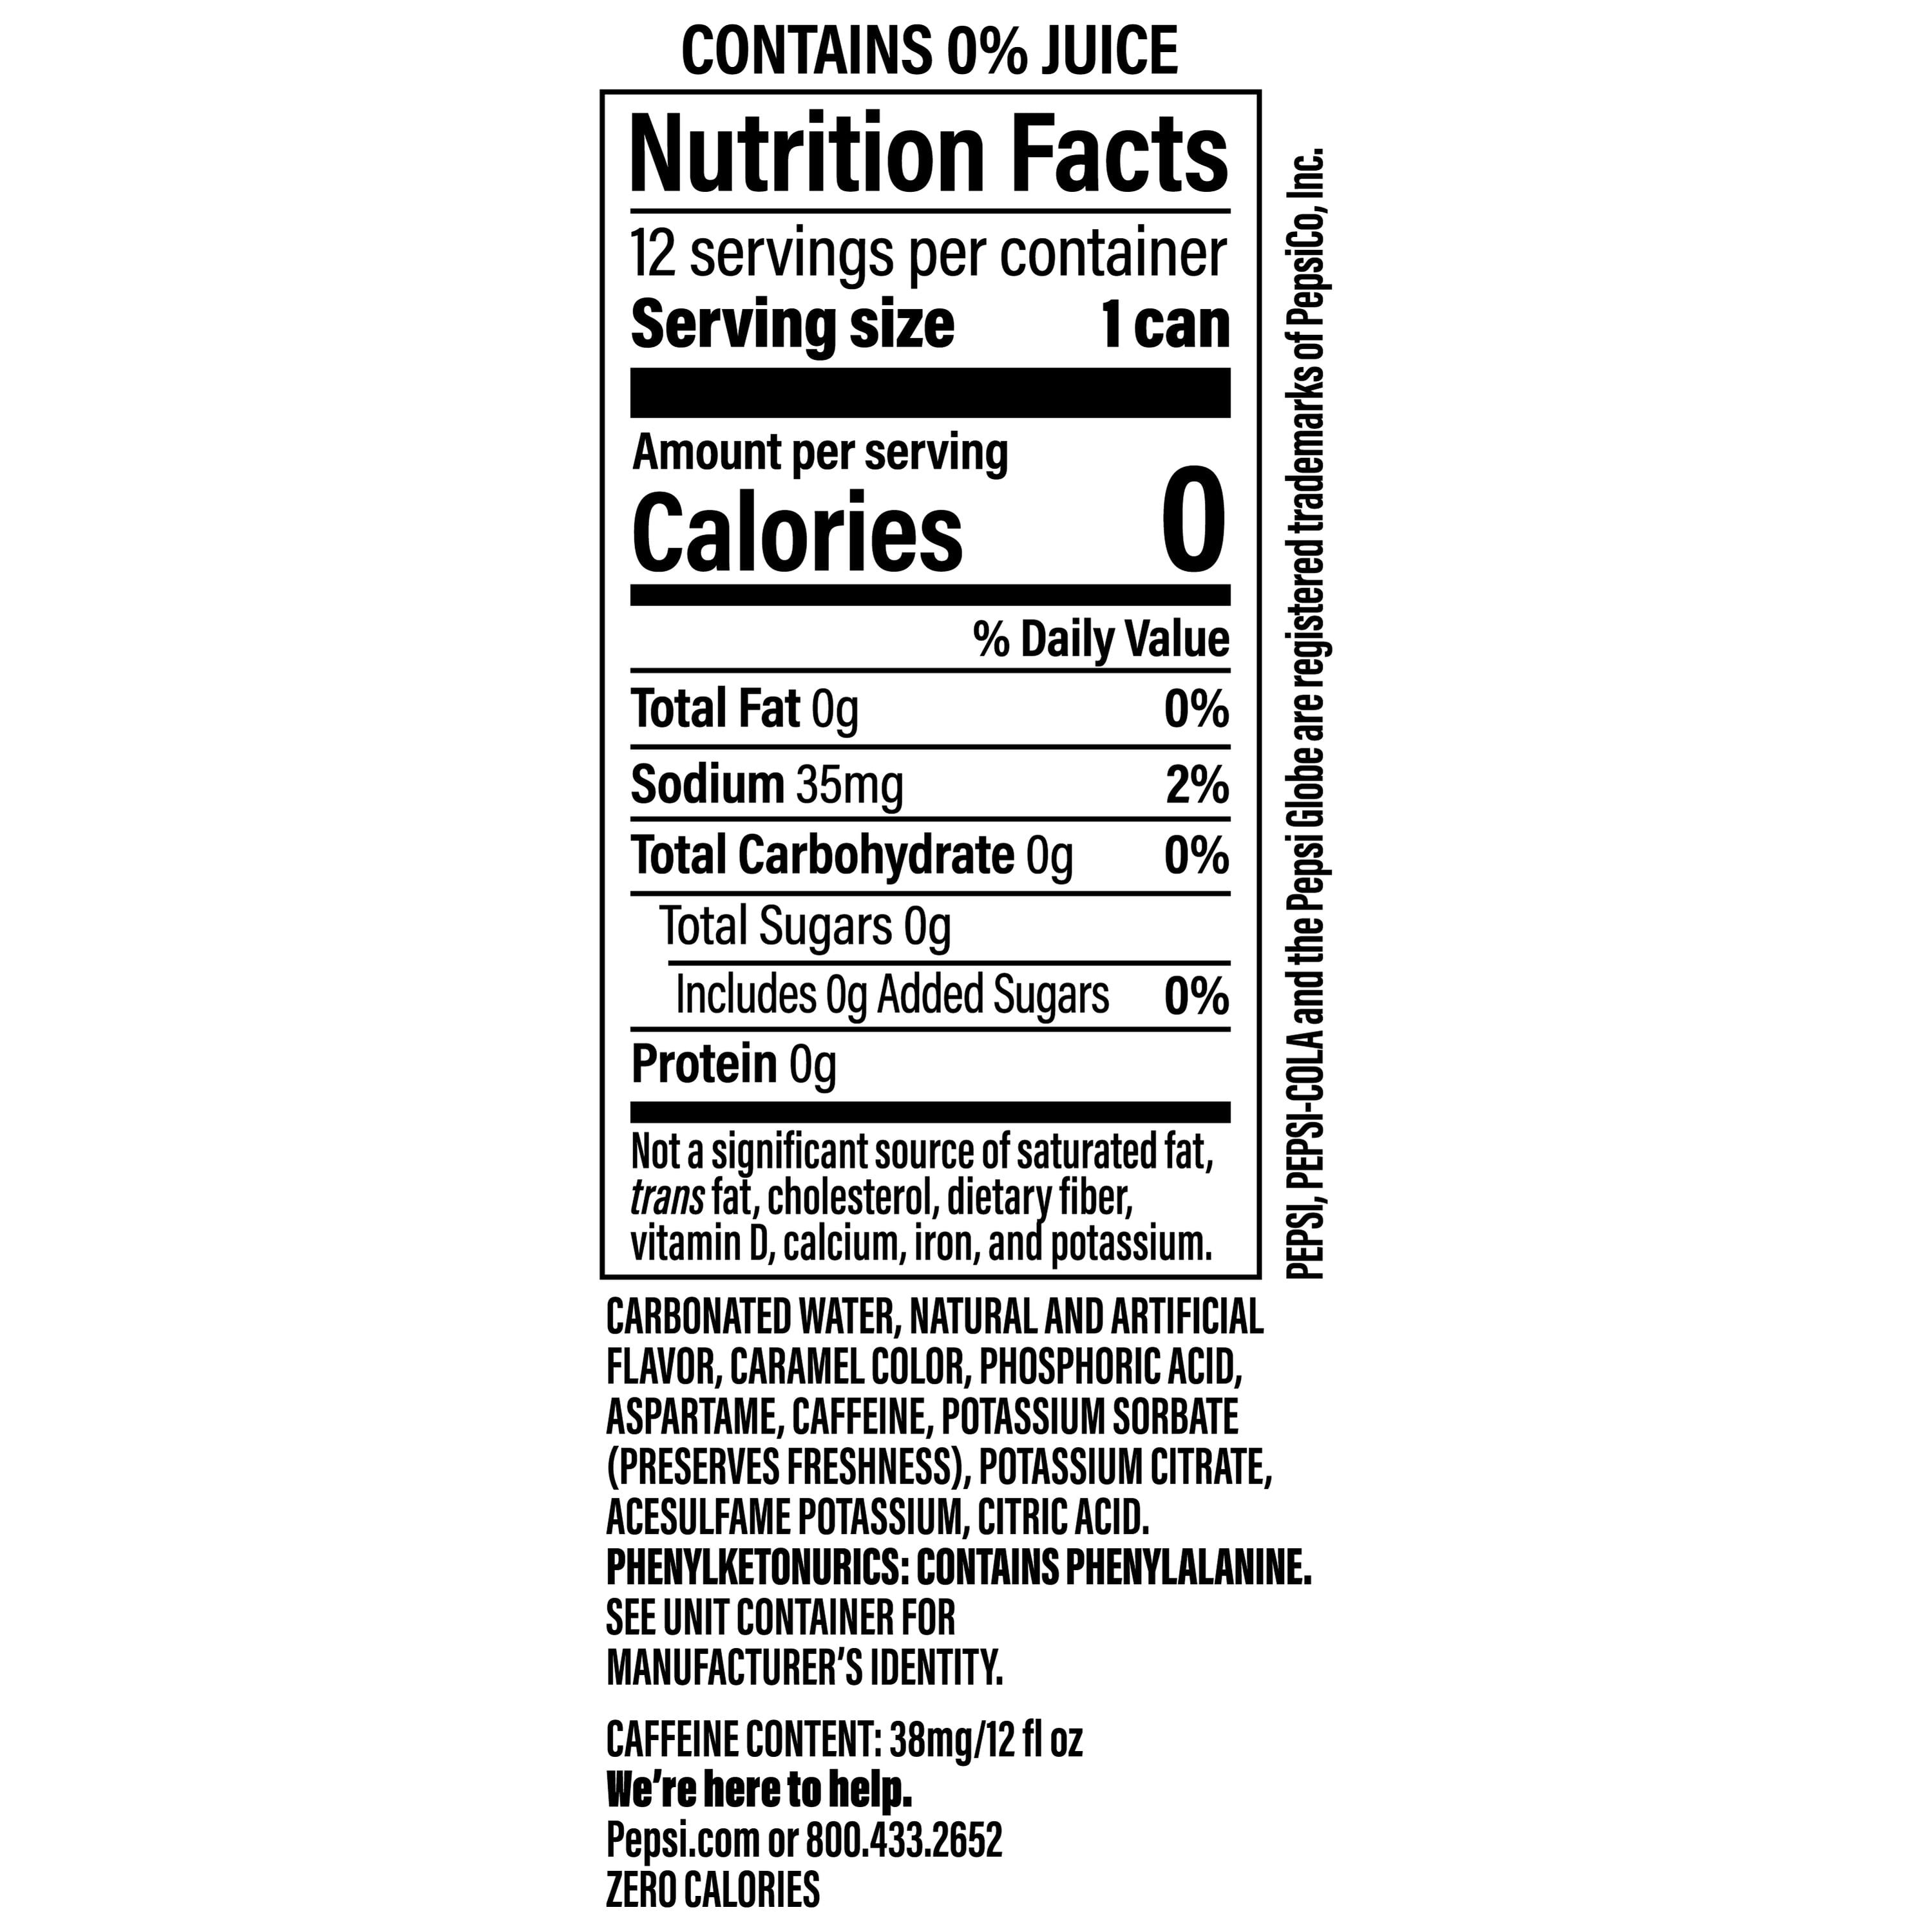 CONTAINS 0% JUICE
Nutrition Facts
12 servings per container
Serving size 1 can
Amount per serving
Calories 0
% Daily Value
Total Fat 0g 0%
Sodium 35mg 2%
Total Carbohydrate 0g 0%
Total Sugars 0g
Includes 0g Added Sugars 0%
Protein 0g
Not a significant source of saturated fat,
trans fat, cholesterol, dietary fiber,
vitamin D, calcium, iron, and potassium.
PEPSI, PEPSI-COLA and the Pepsi Globe are registered trademarks of PepsiCo, Inc.
CARBONATED WATER, NATURAL AND ARTIFICIAL
FLAVOR, CARAMEL COLOR, PHOSPHORIC ACID,
ASPARTAME, CAFFEINE, POTASSIUM SORBATE
(PRESERVES FRESHNESS), POTASSIUM CITRATE,
ACESULFAME POTASSIUM, CITRIC ACID.
PHENYLKETONURICS: CONTAINS PHENYLALANINE.
SEE UNIT CONTAINER FOR
MANUFACTURER'S IDENTITY.
CAFFEINE CONTENT: 38mg/12 fl oz
We're here to help.
Pepsi.com or 800.433.2652
ZERO CALORIES